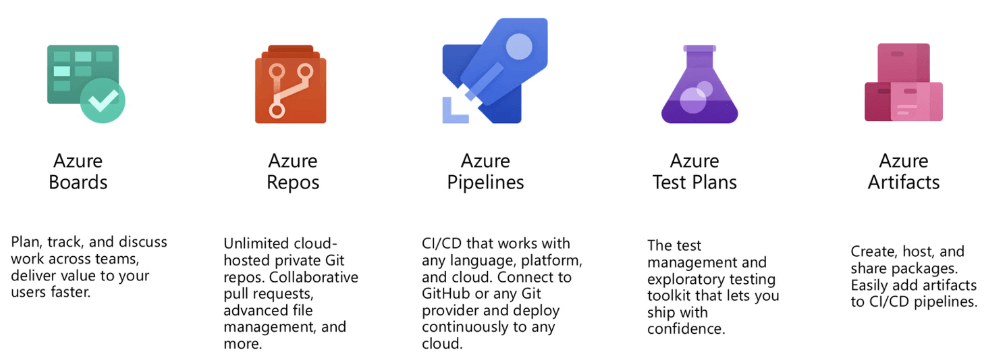 Azure
Boards
Plan, track, and discuss
work across teams,
deliver value to your
users faster.
Azure
Repos
Unlimited cloud-
hosted private Git
repos. Collaborative
pull requests,
advanced file
management, and
more.
Azure
Pipelines
CI/CD that works with
any language, platform,
and cloud. Connect to
GitHub or any Git
provider and deploy
continuously to any
cloud.
Azure
Test Plans
The test
management and
exploratory testing
toolkit that lets you
ship with
confidence.
Azure
Artifacts
Create, host, and
share packages.
Easily add artifacts
to CI/CD pipelines.